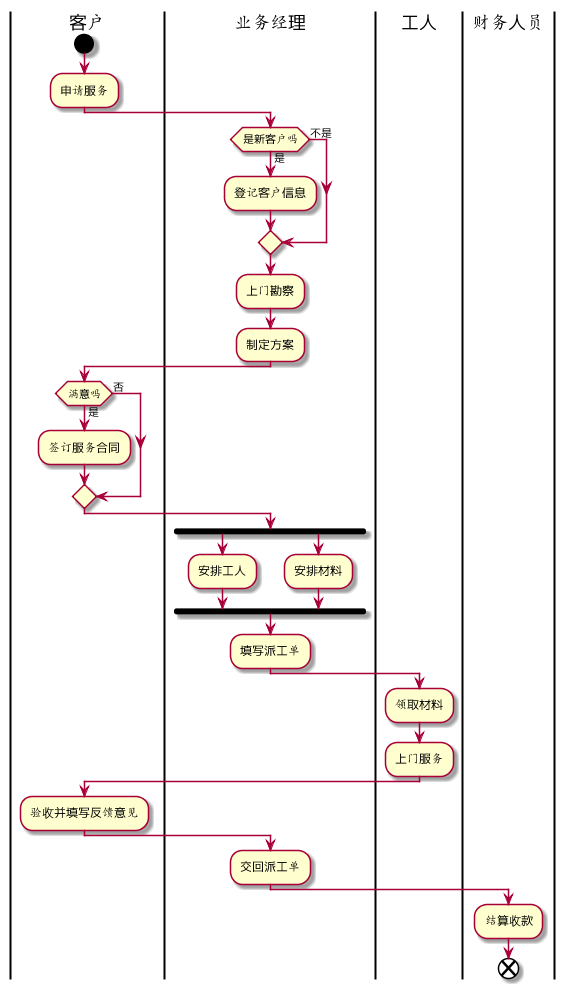 客户
业务经理
工人
财务人员
申请服务
是新客户吗
不是
是
登记客户信息
上门勘察
制定方案
满意吗
否
是
签订服务合同
安排工人
安排材料
填写派工单
领取材料
上门服务
验收并填写反馈意见
交回派工单
结算收款